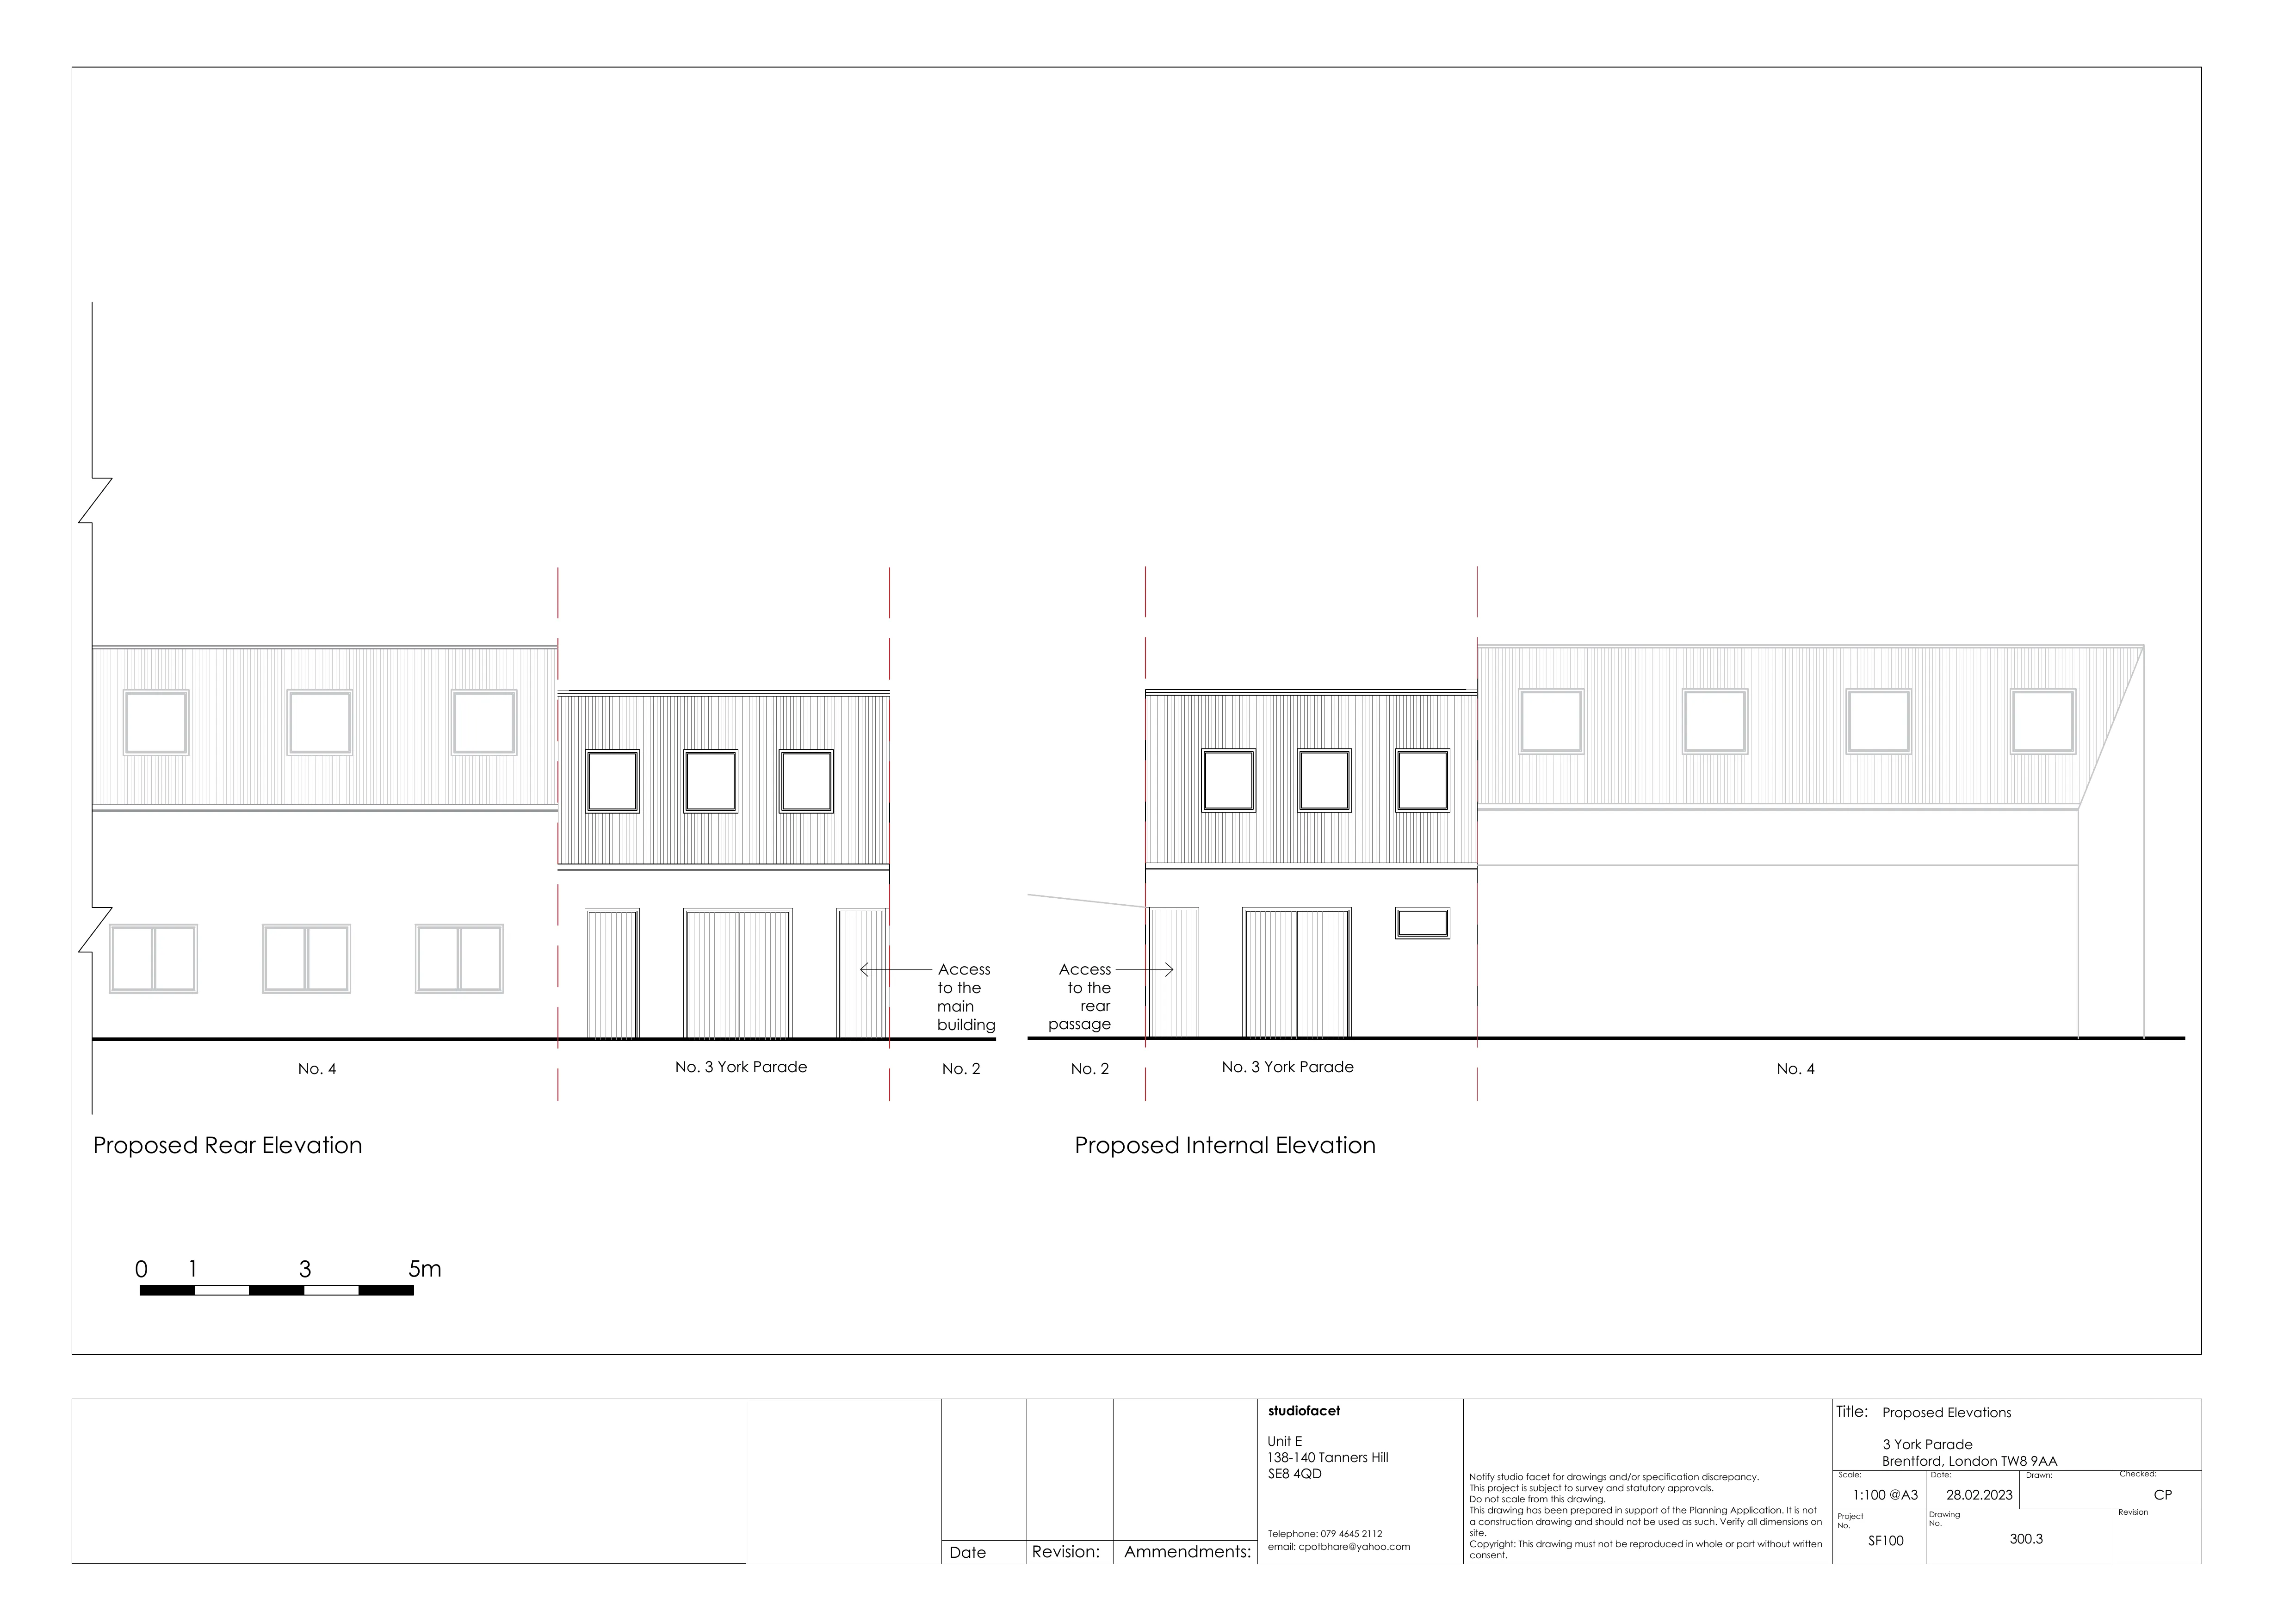 Access
to the
main
building
Access
to the
rear
passage
No. 4
No. 3 York Parade
No. 2
No. 2
No. 3 York Parade
No. 4
Proposed Rear Elevation
Proposed Internal Elevation
0 1 3 5m
Date
Revision:
Ammendments:
studiofacet
Unit E
138-140 Tanners Hill
SE8 4QD
Telephone: 079 4645 2112
email: cpotbhare@yahoo.com
Notify studio facet for drawings and/or specification discrepancy.
This project is subject to survey and statutory approvals.
Do not scale from this drawing.
This drawing has been prepared in support of the Planning Application. It is not
a construction drawing and should not be used as such. Verify all dimensions on
site.
Copyright: This drawing must not be reproduced in whole or part without written
consent.
Title: Proposed Elevations
3 York Parade
Brentford, London TW8 9AA
Scale:
1:100 @A3
Date:
28.02.2023
Drawn:
Checked:
CP
Project
No.
SF100
Drawing
No.
300.3
Revision